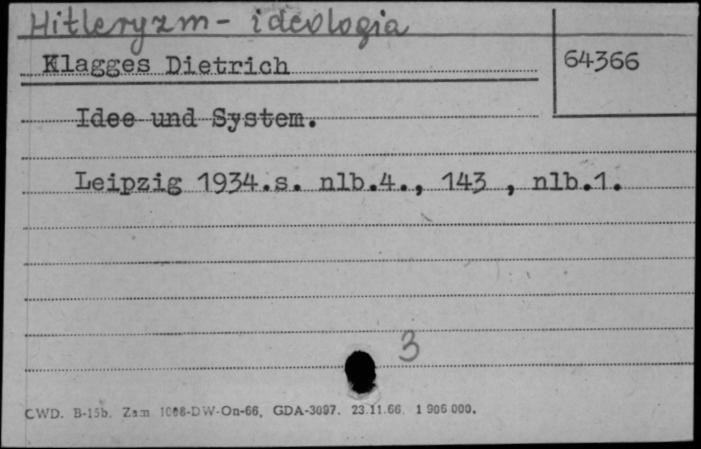 Hitleryzm - ideologia
Klagges Dietrich
64366
Idee und System.
Leipzig 1934.s. nlb.4., 143 , nlb.1.
3
CWD. B-15b. Zam. 1008-DW-On-66, GDA-3097. 23.11.66. 1 906 000.